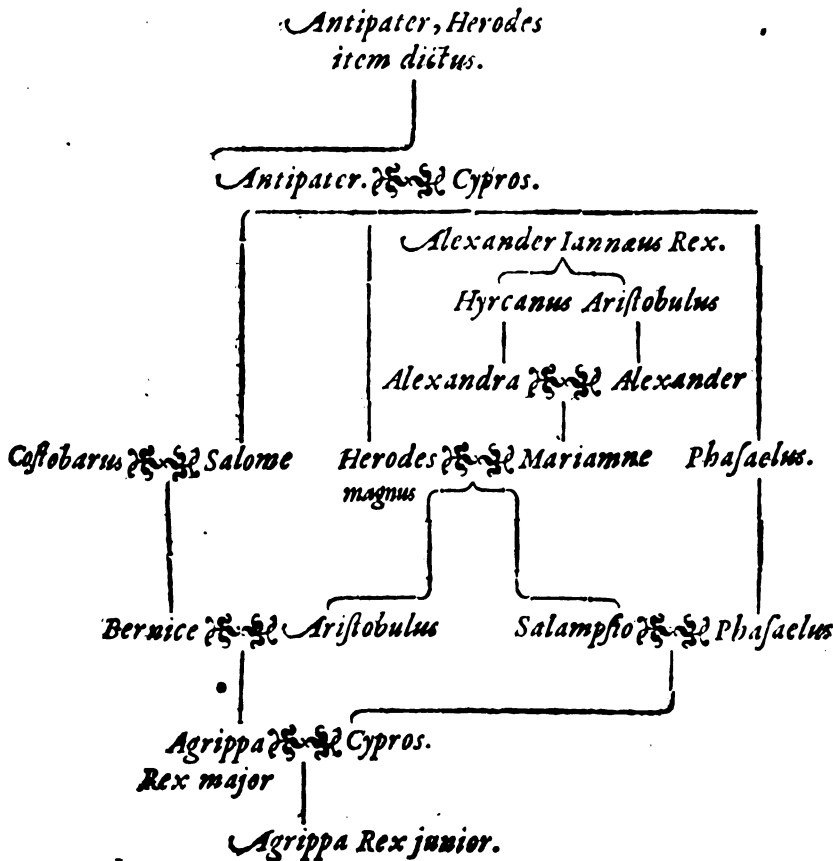 Antipater, Herodes
item dictus.
Antipater. Cypros.
Alexander Iannæus Rex.
Hyrcanus Ariſtobulus
Alexandra Alexander
Coſtobarus Salome Herodes Mariamne Phaſaelus.
magnus
Bernice Ariſtobulus Salampſio Phaſaelus
Agrippa Cypros.
Rex major
Agrippa Rex junior.